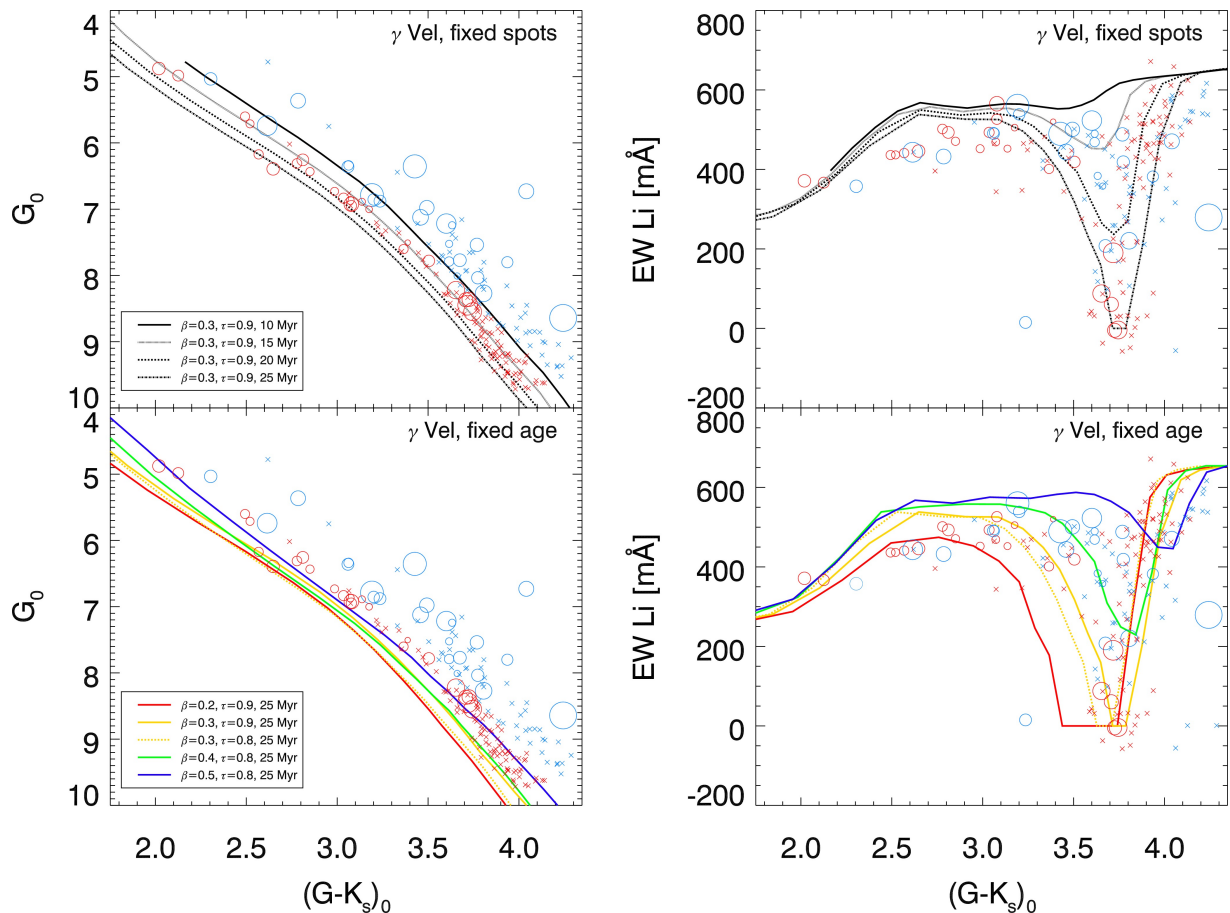 4
5
6
7
8
9
10
G₀
γ Vel, fixed spots
β=0.3, τ=0.9, 10 Myr
β=0.3, τ=0.9, 15 Myr
β=0.3, τ=0.9, 20 Myr
β=0.3, τ=0.9, 25 Myr
800
600
400
200
0
-200
EW Li [mÅ]
γ Vel, fixed spots
4
5
6
7
8
9
10
G₀
γ Vel, fixed age
β=0.2, τ=0.9, 25 Myr
β=0.3, τ=0.9, 25 Myr
β=0.3, τ=0.8, 25 Myr
β=0.4, τ=0.8, 25 Myr
β=0.5, τ=0.8, 25 Myr
2.0 2.5 3.0 3.5 4.0
(G-Kₛ)₀
800
600
400
200
0
-200
EW Li [mÅ]
γ Vel, fixed age
2.0 2.5 3.0 3.5 4.0
(G-Kₛ)₀